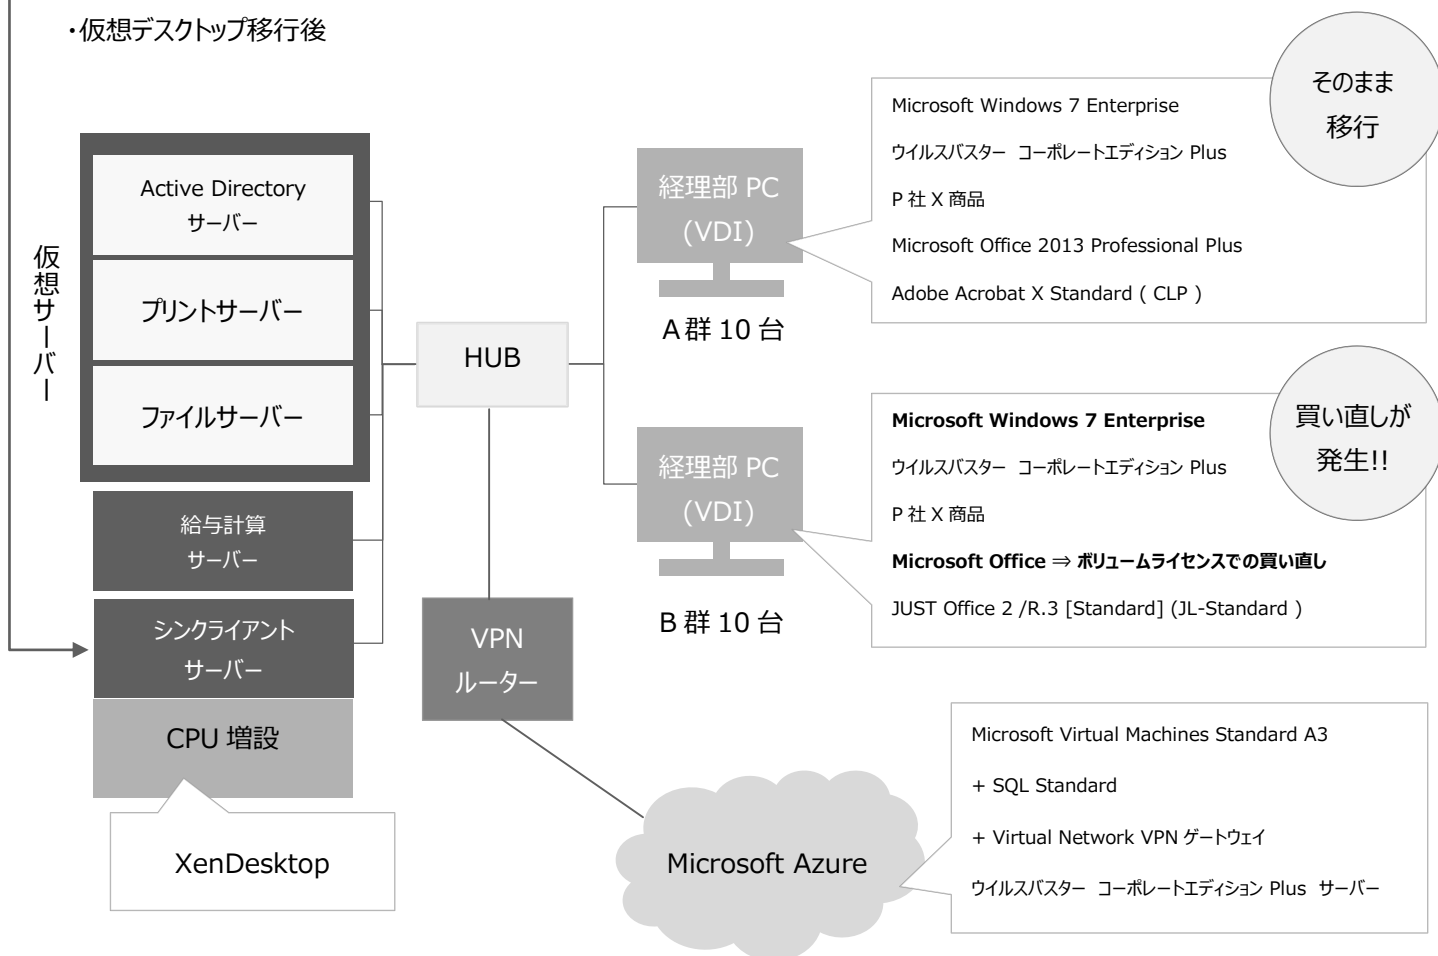 ・仮想デスクトップ移行後
仮想サーバー
Active Directory
サーバー
プリントサーバー
ファイルサーバー
給与計算
サーバー
シンクライアント
サーバー
CPU 増設
XenDesktop
HUB
VPN
ルーター
経理部 PC
(VDI)
A 群 10 台
Microsoft Windows 7 Enterprise
ウイルスバスター コーポレートエディション Plus
P 社 X 商品
Microsoft Office 2013 Professional Plus
Adobe Acrobat X Standard ( CLP )
そのまま
移行
経理部 PC
(VDI)
B 群 10 台
Microsoft Windows 7 Enterprise
ウイルスバスター コーポレートエディション Plus
P 社 X 商品
Microsoft Office ⇒ ボリュームライセンスでの買い直し
JUST Office 2 /R.3 [Standard] (JL-Standard )
買い直しが
発生!!
Microsoft Azure
Microsoft Virtual Machines Standard A3
+ SQL Standard
+ Virtual Network VPN ゲートウェイ
ウイルスバスター コーポレートエディション Plus サーバー